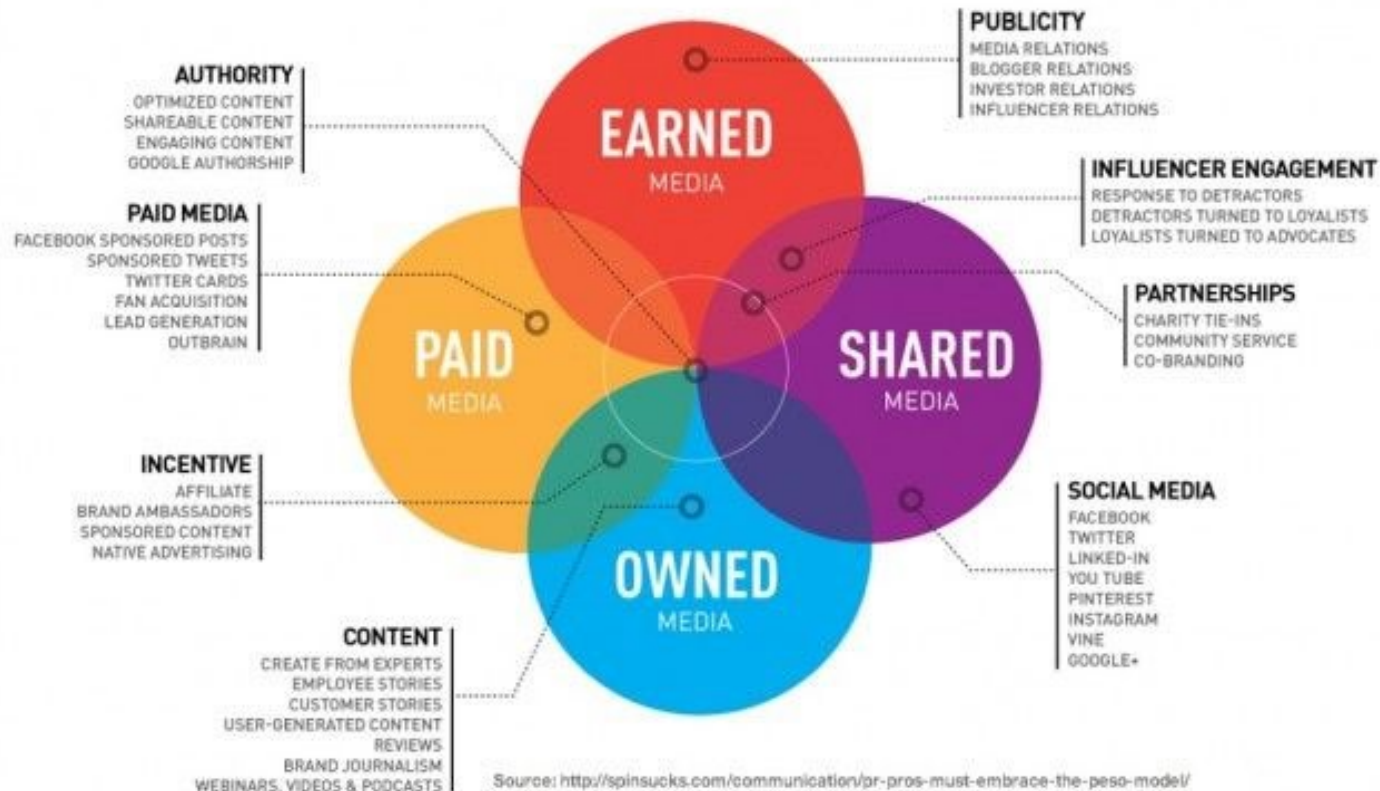 PUBLICITY
MEDIA RELATIONS
BLOGGER RELATIONS
INVESTOR RELATIONS
INFLUENCER RELATIONS
AUTHORITY
OPTIMIZED CONTENT
SHAREABLE CONTENT
ENGAGING CONTENT
GOOGLE AUTHORSHIP
EARNED
MEDIA
INFLUENCER ENGAGEMENT
RESPONSE TO DETRACTORS
DETRACTORS TURNED TO LOYALISTS
LOYALISTS TURNED TO ADVOCATES
PAID MEDIA
FACEBOOK SPONSORED POSTS
SPONSORED TWEETS
TWITTER CARDS
FAN ACQUISITION
LEAD GENERATION
OUTBRAIN
PARTNERSHIPS
CHARITY TIE-INS
COMMUNITY SERVICE
CO-BRANDING
PAID
MEDIA
SHARED
MEDIA
INCENTIVE
AFFILIATE
BRAND AMBASSADORS
SPONSORED CONTENT
NATIVE ADVERTISING
SOCIAL MEDIA
FACEBOOK
TWITTER
LINKED-IN
YOU TUBE
PINTEREST
INSTAGRAM
VINE
GOOGLE+
OWNED
MEDIA
CONTENT
CREATE FROM EXPERTS
EMPLOYEE STORIES
CUSTOMER STORIES
USER-GENERATED CONTENT
REVIEWS
BRAND JOURNALISM
WEBINARS, VIDEOS & PODCASTS
Source: http://spinsucks.com/communication/pr-pros-must-embrace-the-peso-model/